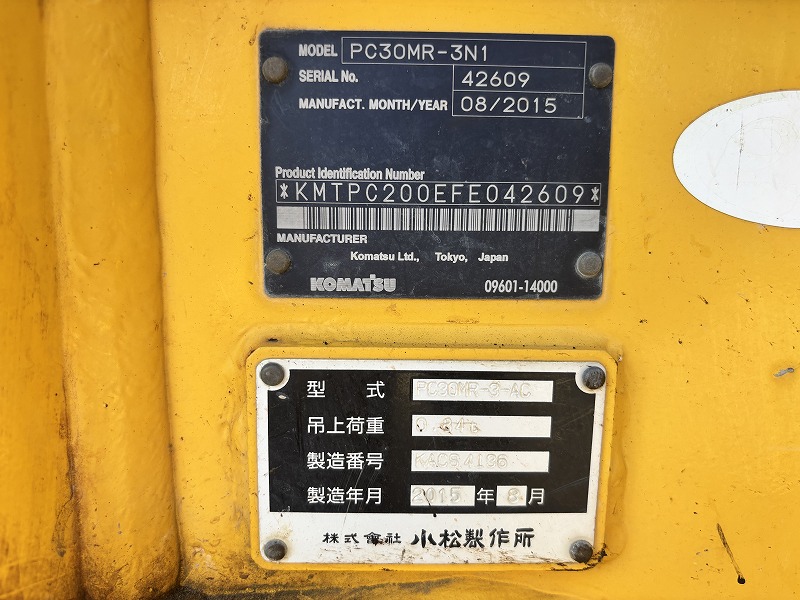 MODEL PC30MR-3N1
SERIAL No. 42609
MANUFACT. MONTH/YEAR 08/2015
Product Identification Number
*KMTPC200EFE042609*
MANUFACTURER
Komatsu Ltd., Tokyo, Japan
KOMATSU 09601-14000
型式
吊上荷重
製造番号
製造年月 2015 年 8 月
株式會社 小松製作所